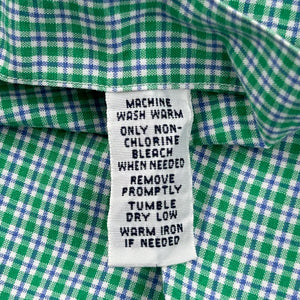 MACHINE
WASH WARM
ONLY NON-
CHLORINE
BLEACH
WHEN NEEDED
REMOVE
PROMPTLY
TUMBLE
DRY LOW
WARM IRON
IF NEEDED